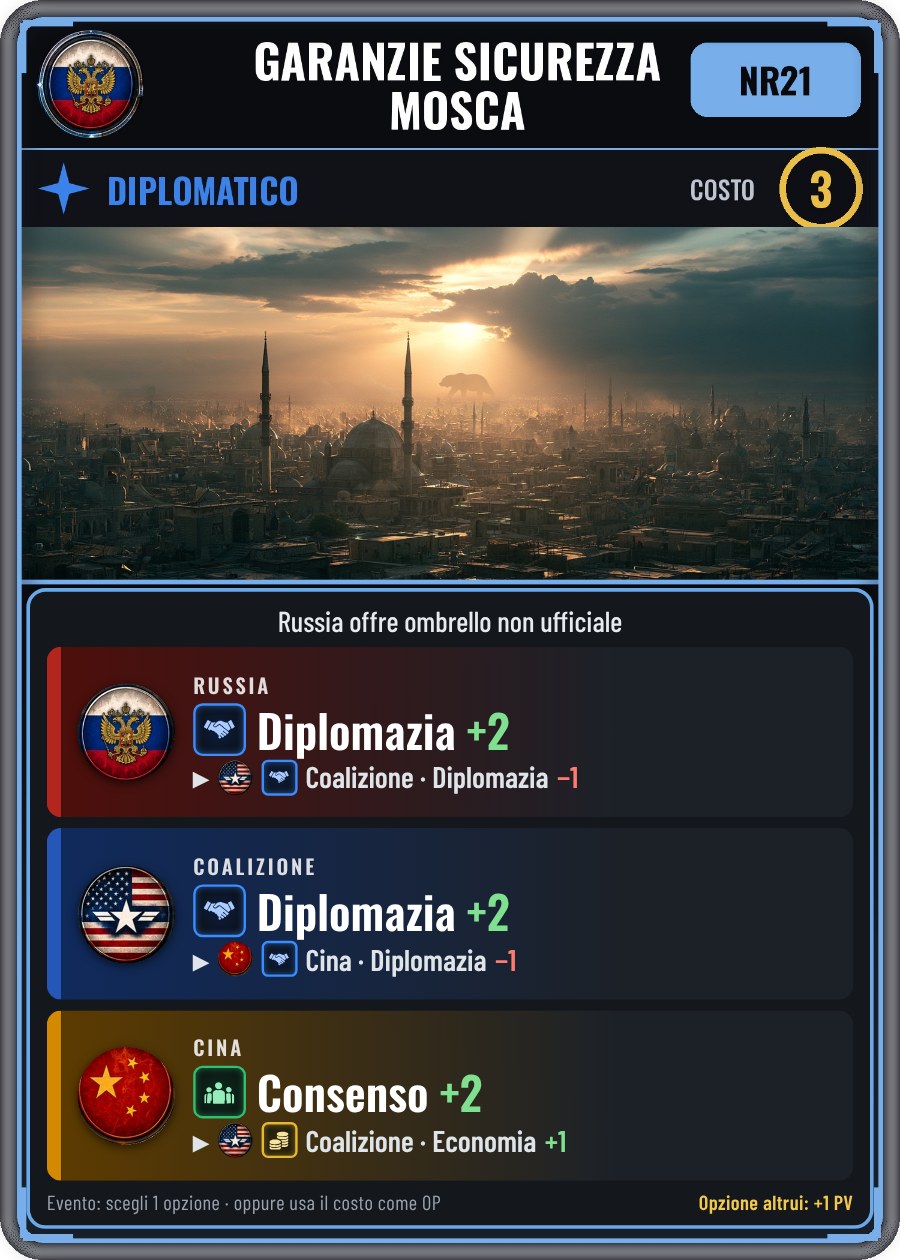 GARANZIE SICUREZZA
MOSCA
NR21
DIPLOMATICO
COSTO
3
Russia offre ombrello non ufficiale
RUSSIA
Diplomazia +2
▶ Coalizione · Diplomazia −1
COALIZIONE
Diplomazia +2
▶ Cina · Diplomazia −1
CINA
Consenso +2
▶ Coalizione · Economia +1
Evento: scegli 1 opzione · oppure usa il costo come OP
Opzione altrui: +1 PV